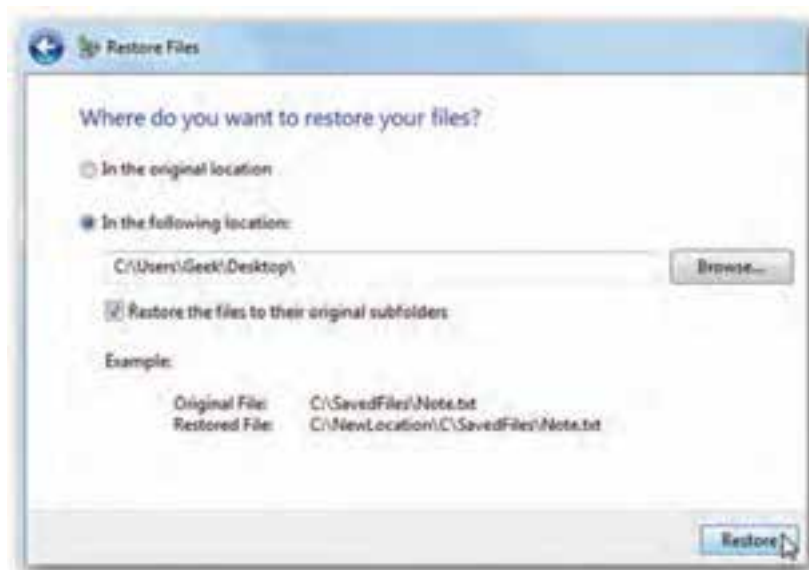 Restore Files
Where do you want to restore your files?
In the original location
In the following location:
C:\Users\Geek\Desktop\
Browse...
Restore the files to their original subfolders
Example:
Original File: C:\SavedFiles\Note.txt
Restored File: C:\NewLocation\C\SavedFiles\Note.txt
Restore